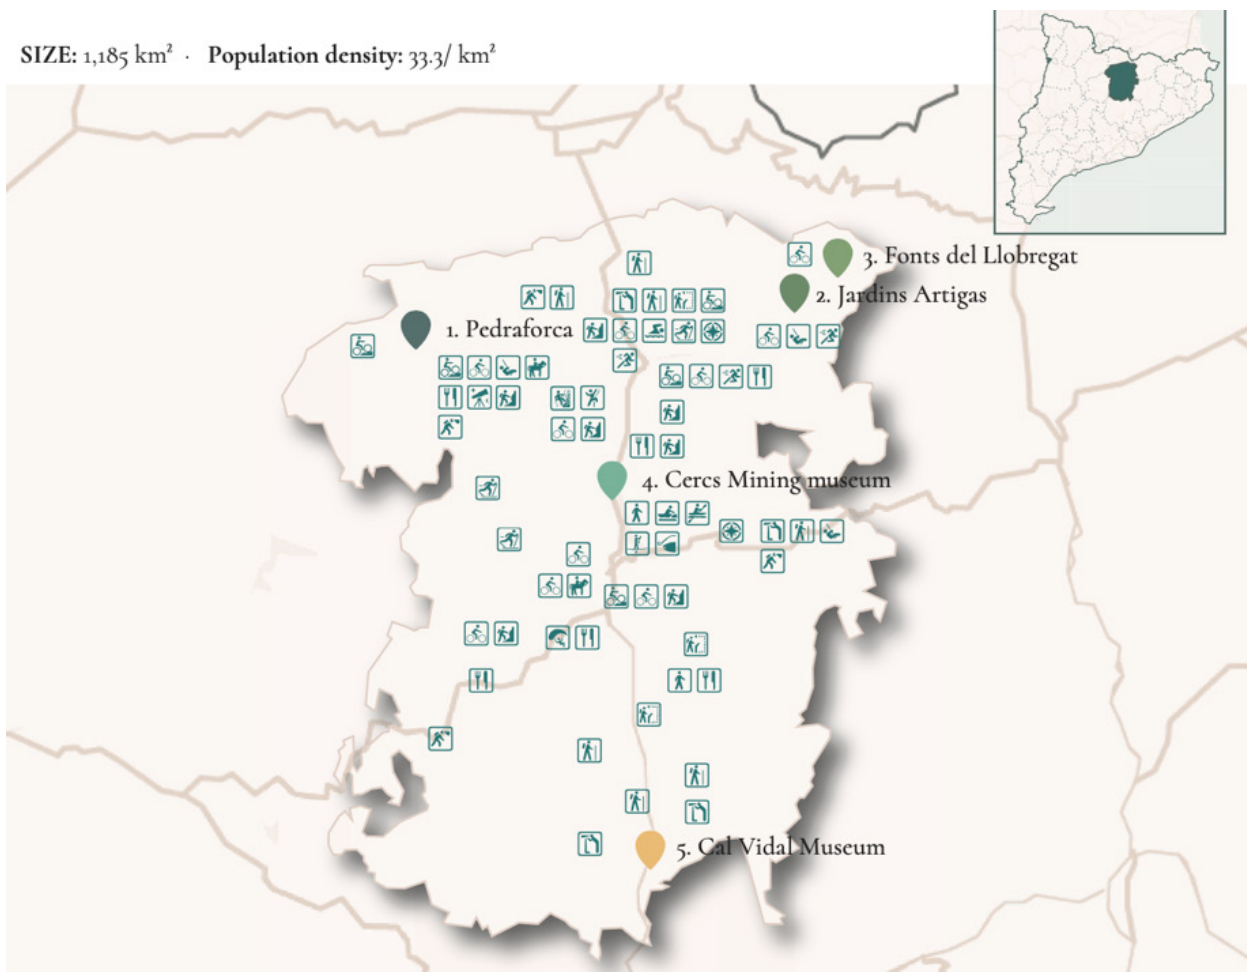 SIZE: 1,185 km² · Population density: 33.3/ km²
3. Fonts del Llobregat
2. Jardins Artigas
1. Pedraforca
4. Cercs Mining museum
5. Cal Vidal Museum